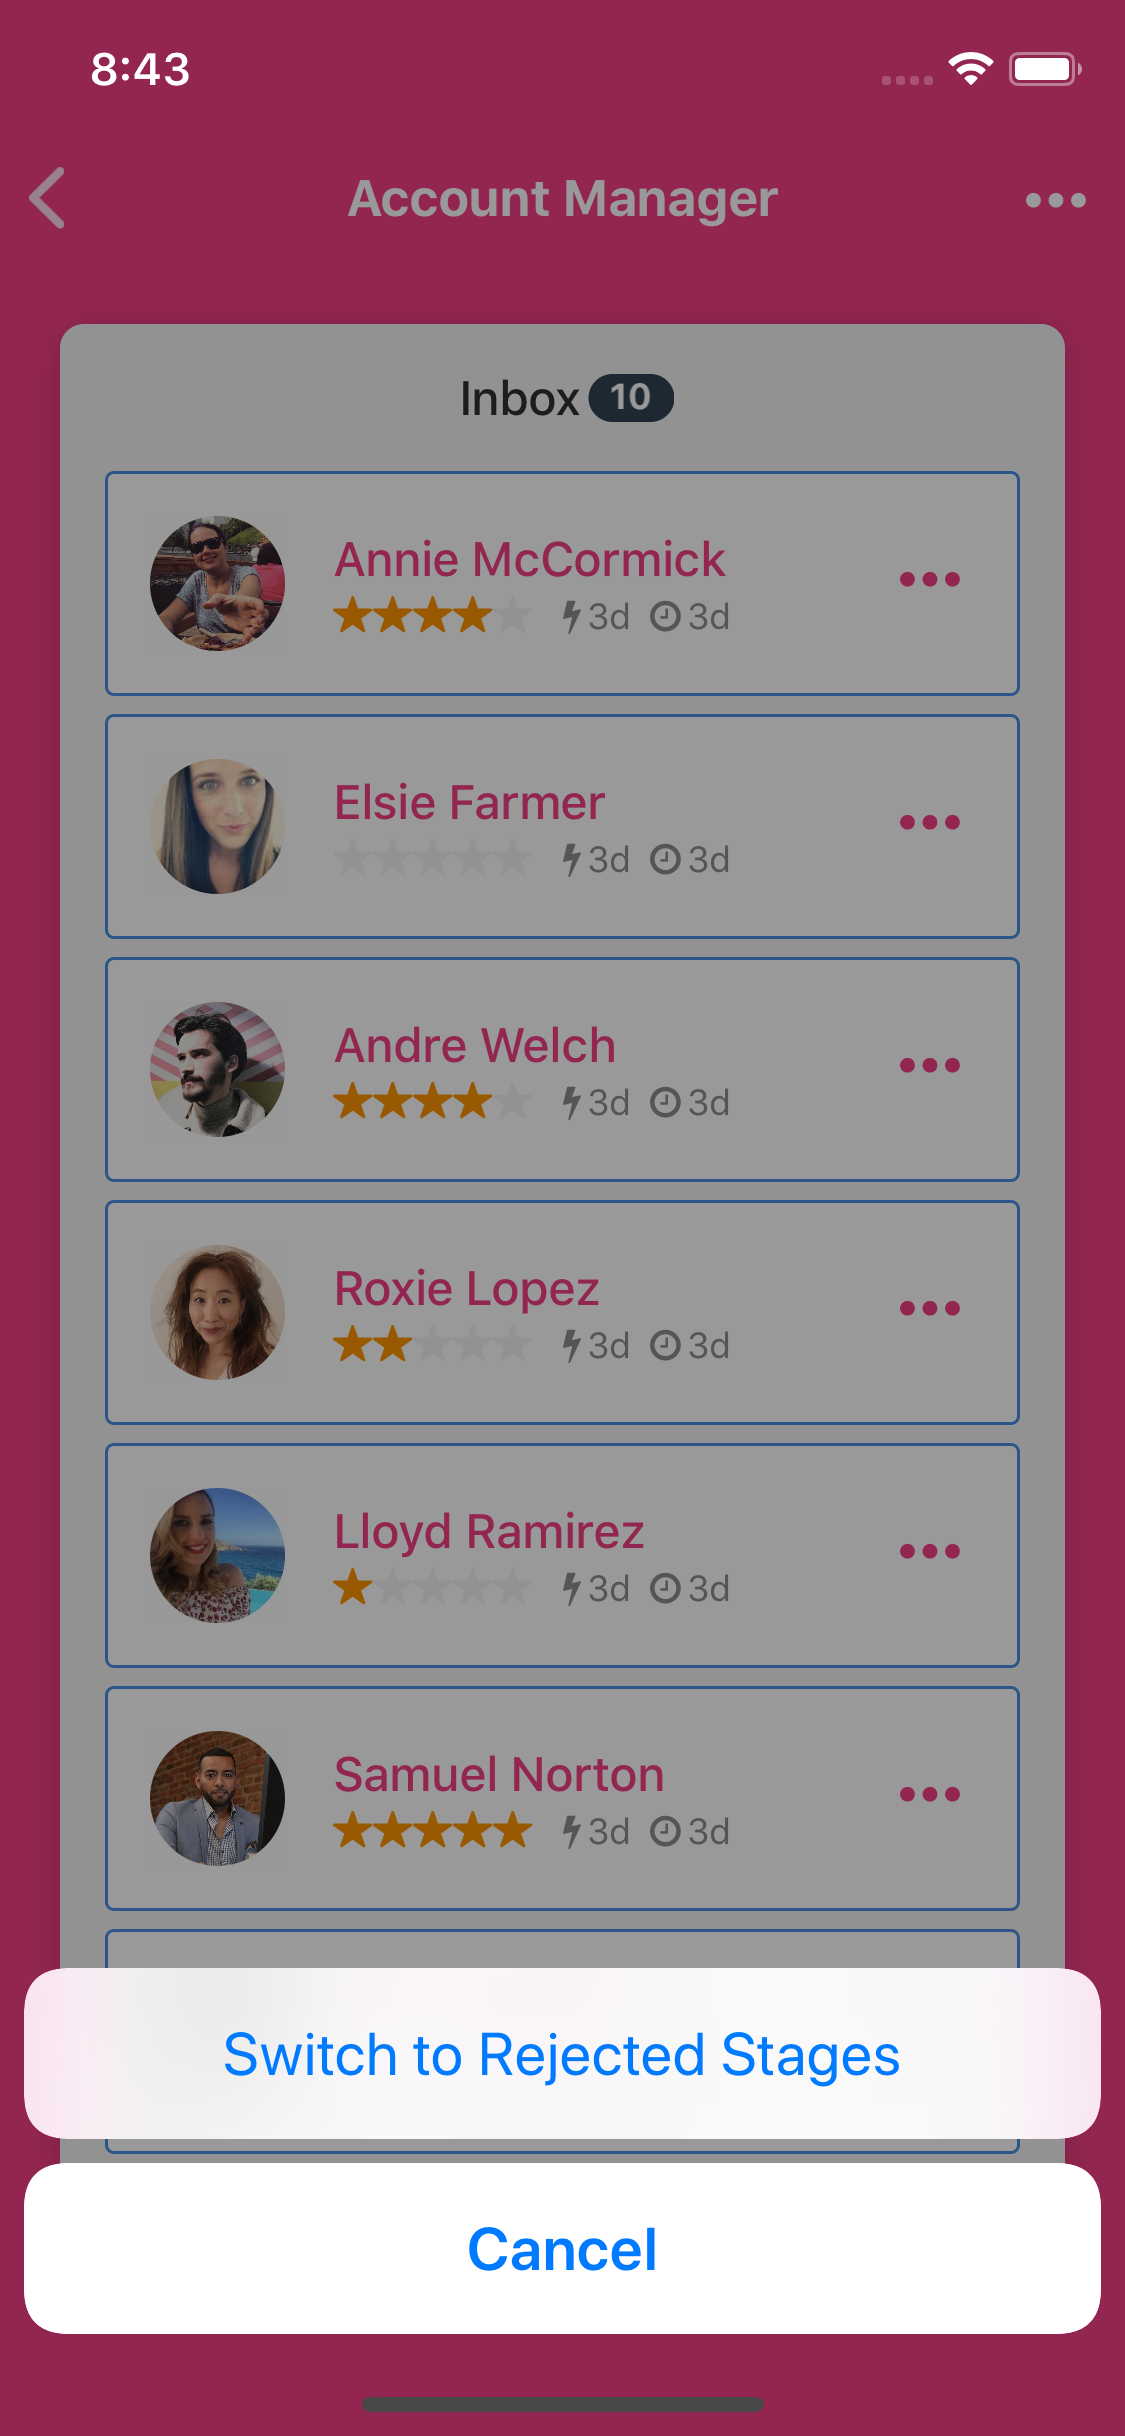 8:43
Account Manager
Inbox 10
Annie McCormick
3d 3d
Elsie Farmer
3d 3d
Andre Welch
3d 3d
Roxie Lopez
3d 3d
Lloyd Ramirez
3d 3d
Samuel Norton
3d 3d
Switch to Rejected Stages
Cancel